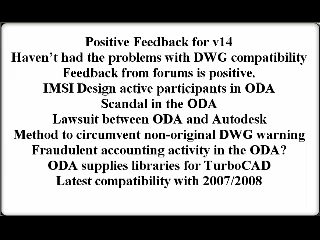 Positive Feedback for v14
Haven't had the problems with DWG compatibility
Feedback from forums is positive.
IMSI Design active participants in ODA
Scandal in the ODA
Lawsuit between ODA and Autodesk
Method to circumvent non-original DWG warning
Fraudulent accounting activity in the ODA?
ODA supplies libraries for TurboCAD
Latest compatibility with 2007/2008